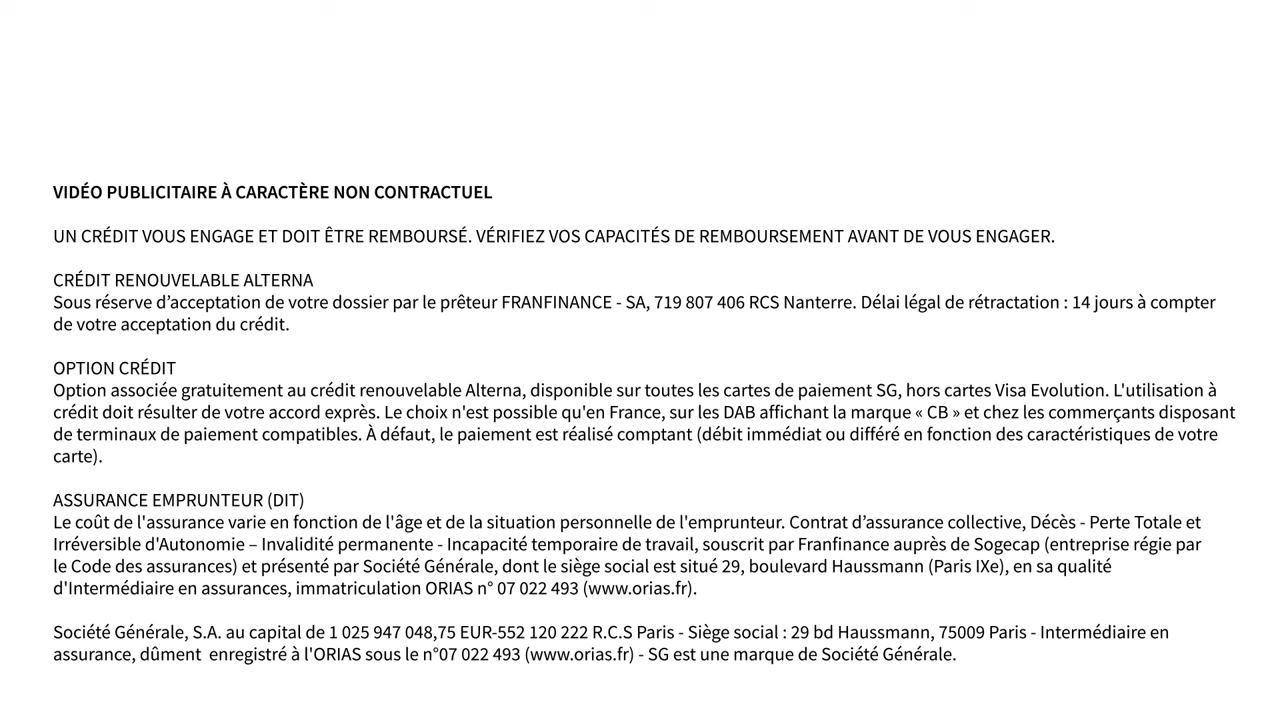 VIDÉO PUBLICITAIRE À CARACTÈRE NON CONTRACTUEL
UN CRÉDIT VOUS ENGAGE ET DOIT ÊTRE REMBOURSÉ. VÉRIFIEZ VOS CAPACITÉS DE REMBOURSEMENT AVANT DE VOUS ENGAGER.
CRÉDIT RENOUVELABLE ALTERNA
Sous réserve d’acceptation de votre dossier par le prêteur FRANFINANCE - SA, 719 807 406 RCS Nanterre. Délai légal de rétractation : 14 jours à compter
de votre acceptation du crédit.
OPTION CRÉDIT
Option associée gratuitement au crédit renouvelable Alterna, disponible sur toutes les cartes de paiement SG, hors cartes Visa Evolution. L'utilisation à
crédit doit résulter de votre accord exprès. Le choix n'est possible qu'en France, sur les DAB affichant la marque « CB » et chez les commerçants disposant
de terminaux de paiement compatibles. À défaut, le paiement est réalisé comptant (débit immédiat ou différé en fonction des caractéristiques de votre
carte).
ASSURANCE EMPRUNTEUR (DIT)
Le coût de l'assurance varie en fonction de l'âge et de la situation personnelle de l'emprunteur. Contrat d’assurance collective, Décès - Perte Totale et
Irréversible d'Autonomie – Invalidité permanente - Incapacité temporaire de travail, souscrit par Franfinance auprès de Sogecap (entreprise régie par
le Code des assurances) et présenté par Société Générale, dont le siège social est situé 29, boulevard Haussmann (Paris IXe), en sa qualité
d'Intermédiaire en assurances, immatriculation ORIAS n° 07 022 493 (www.orias.fr).
Société Générale, S.A. au capital de 1 025 947 048,75 EUR-552 120 222 R.C.S Paris - Siège social : 29 bd Haussmann, 75009 Paris - Intermédiaire en
assurance, dûment  enregistré à l'ORIAS sous le n°07 022 493 (www.orias.fr) - SG est une marque de Société Générale.